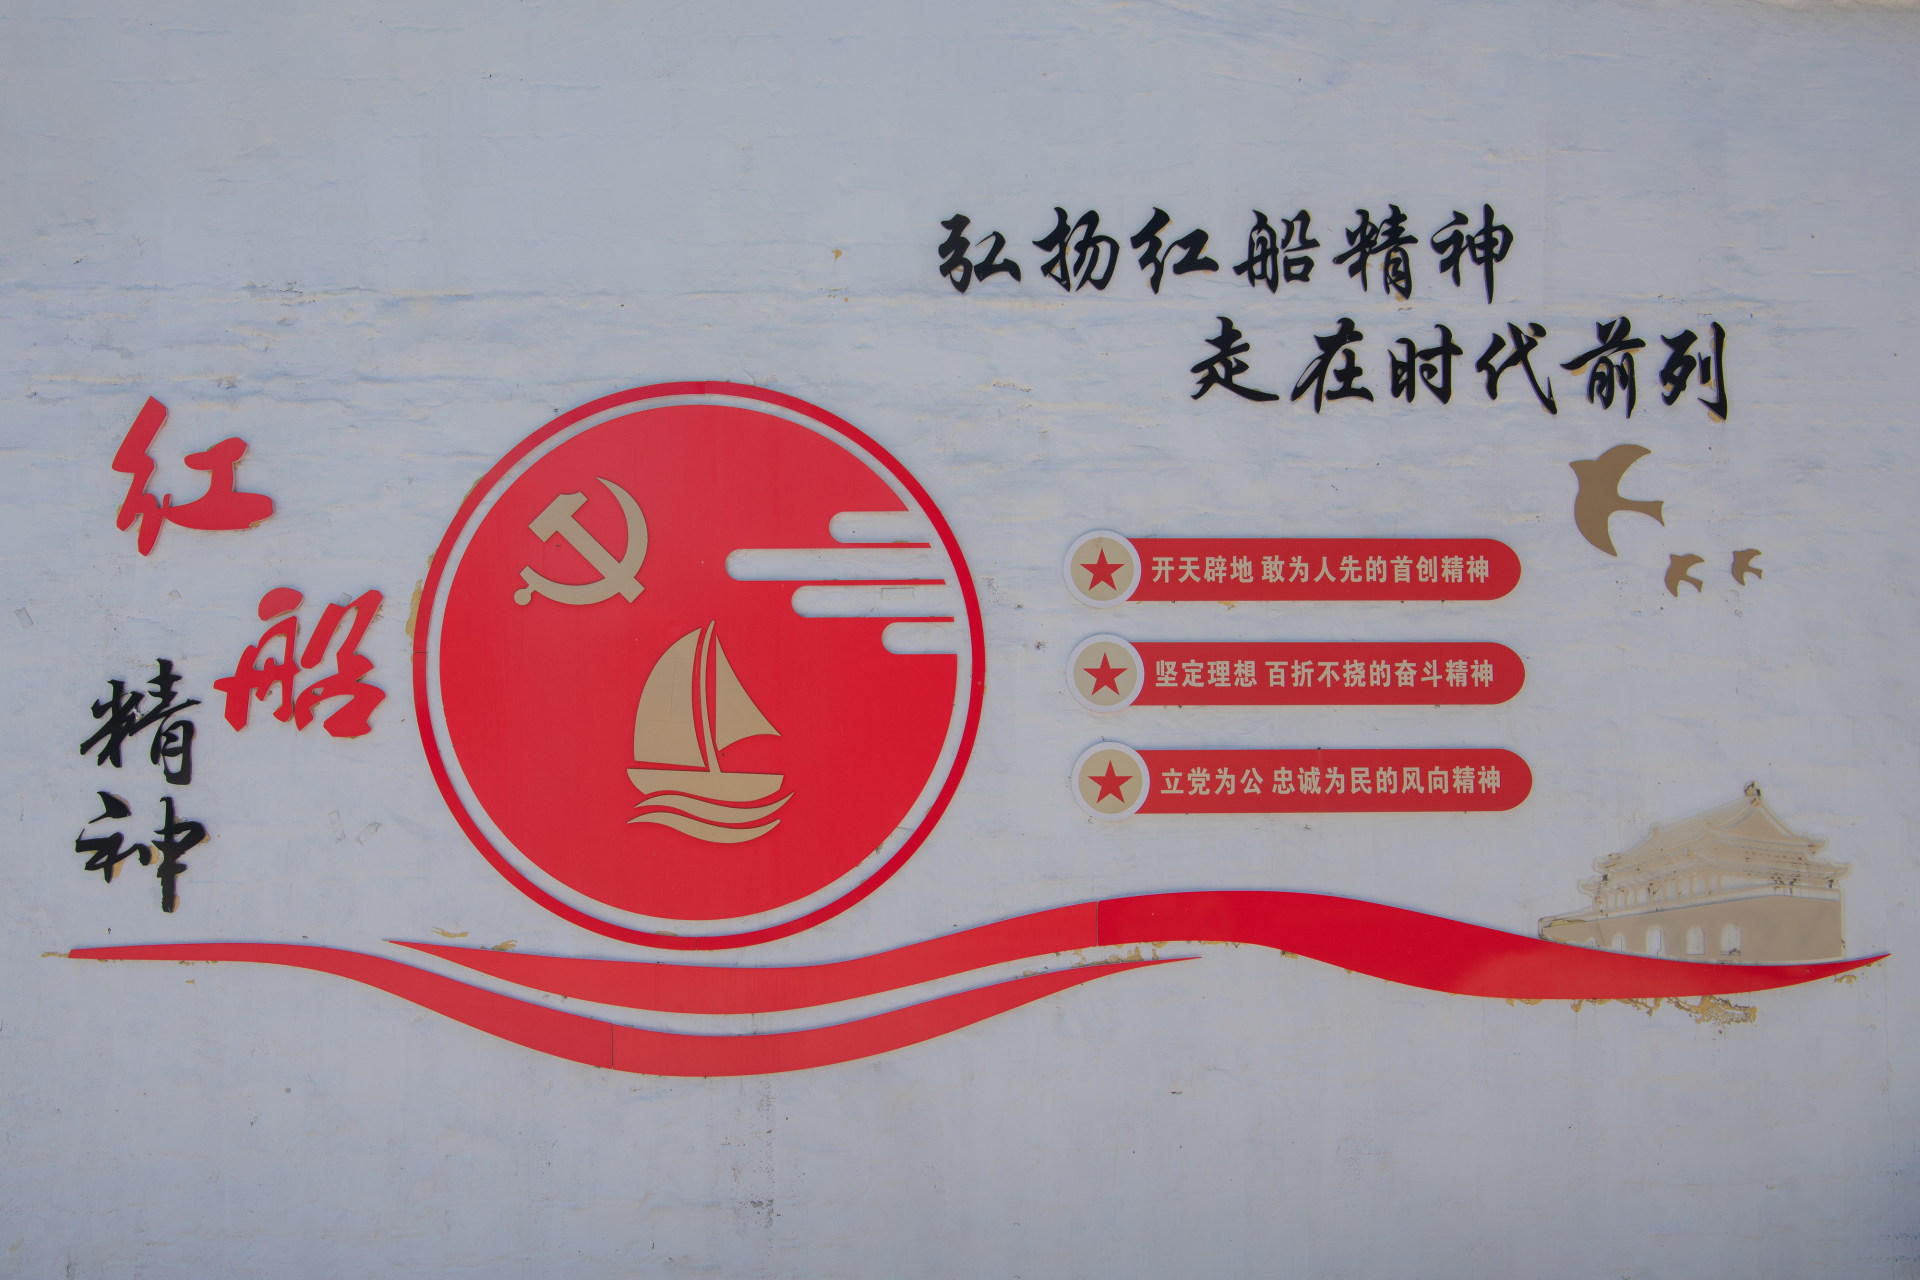 弘扬红船精神
走在时代前列
红船
精神
开天辟地 敢为人先的首创精神
坚定理想 百折不挠的奋斗精神
立党为公 忠诚为民的风向精神